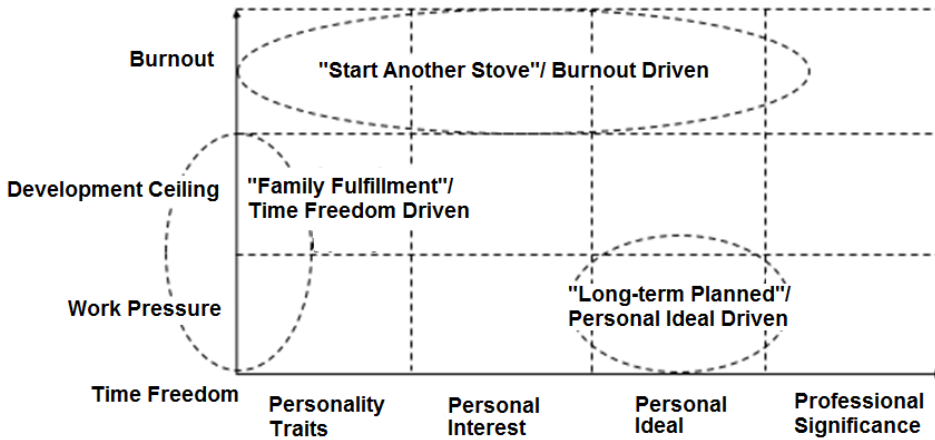 Burnout
"Start Another Stove"/ Burnout Driven
Development Ceiling
"Family Fulfillment"/
Time Freedom Driven
Work Pressure
"Long-term Planned"/
Personal Ideal Driven
Time Freedom
Personality
Traits
Personal
Interest
Personal
Ideal
Professional
Significance